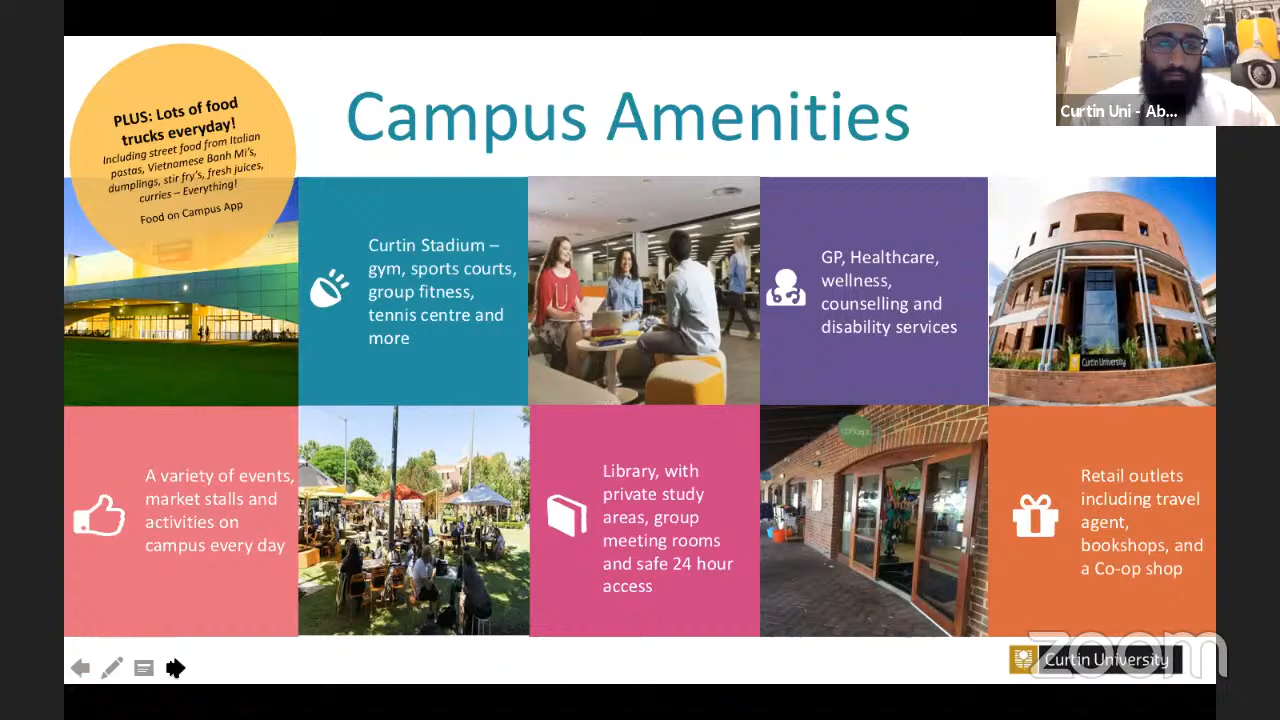 PLUS: Lots of food
trucks everyday!
Including street food from Italian
pastas, Vietnamese Banh Mi's,
dumplings, stir fry's, fresh juices,
curries – Everything!
Food on Campus App
Campus Amenities
Curtin Uni - Ab...
Curtin Stadium –
gym, sports courts,
group fitness,
tennis centre and
more
GP, Healthcare,
wellness,
counselling and
disability services
Curtin University
A variety of events,
market stalls and
activities on
campus every day
Library, with
private study
areas, group
meeting rooms
and safe 24 hour
access
concept
Retail outlets
including travel
agent,
bookshops, and
a Co-op shop
zoom
Curtin University